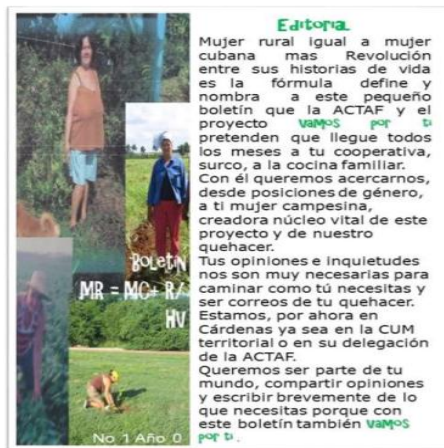 Editorial
Mujer rural igual a mujer
cubana mas Revolución
entre sus historias de vida
es la fórmula define y
nombra a este pequeño
boletín que la ACTAF y el
proyecto vamos por ti
pretenden que llegue todos
los meses a tu cooperativa,
surco, a la cocina familiar.
Con él queremos acercarnos,
desde posiciones de género,
a ti mujer campesina,
creadora núcleo vital de este
proyecto y de nuestro
quehacer.
Tus opiniones e inquietudes
nos son muy necesarias para
caminar como tú necesitas y
ser correos de tu quehacer.
Estamos, por ahora en
Cárdenas ya sea en la CUM
territorial o en su delegación
de la ACTAF.
Queremos ser parte de tu
mundo, compartir opiniones
y escribir brevemente de lo
que necesitas porque con
este boletín también vamos
por ti.
Boletín
MR = MC+ R/
HV
No 1 Año 0